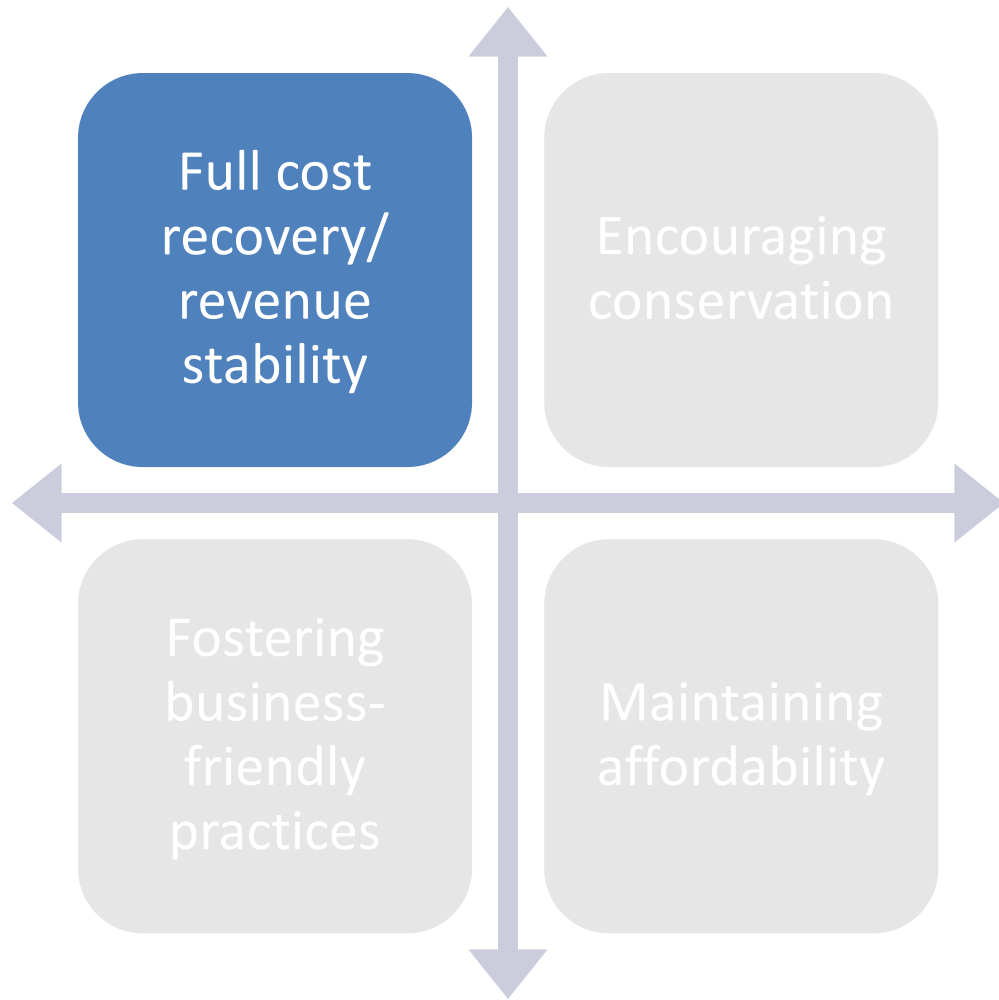 Full cost
recovery/
revenue
stability
Encouraging
conservation
Fostering
business-
friendly
practices
Maintaining
affordability